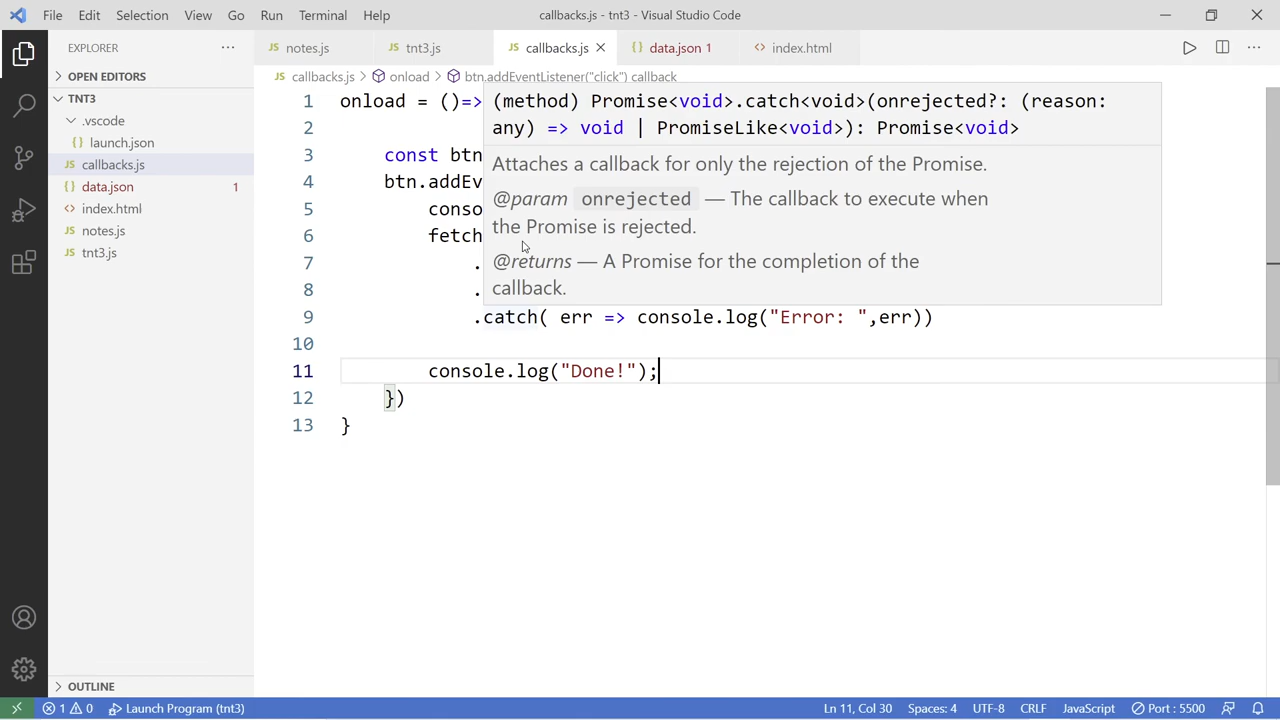 File Edit Selection View Go Run Terminal Help callbacks.js - tnt3 - Visual Studio Code
EXPLORER ···
notes.js tnt3.js callbacks.js data.json 1 index.html
OPEN EDITORS
TNT3
.vscode
launch.json
callbacks.js
data.json 1
index.html
notes.js
tnt3.js
OUTLINE
callbacks.js > onload > btn.addEventListener("click") callback
1 onload = ()=>
2
3 const btn
4 btn.addEv
5 conso
6 fetch
7 .
8 .
9 .catch( err => console.log("Error: ",err))
10
11 console.log("Done!");
12 })
13 }
(method) Promise<void>.catch<void>(onrejected?: (reason:
any) => void | PromiseLike<void>): Promise<void>
Attaches a callback for only the rejection of the Promise.
@param onrejected — The callback to execute when
the Promise is rejected.
@returns — A Promise for the completion of the
callback.
1 0 Launch Program (tnt3) Ln 11, Col 30 Spaces: 4 UTF-8 CRLF JavaScript Port : 5500